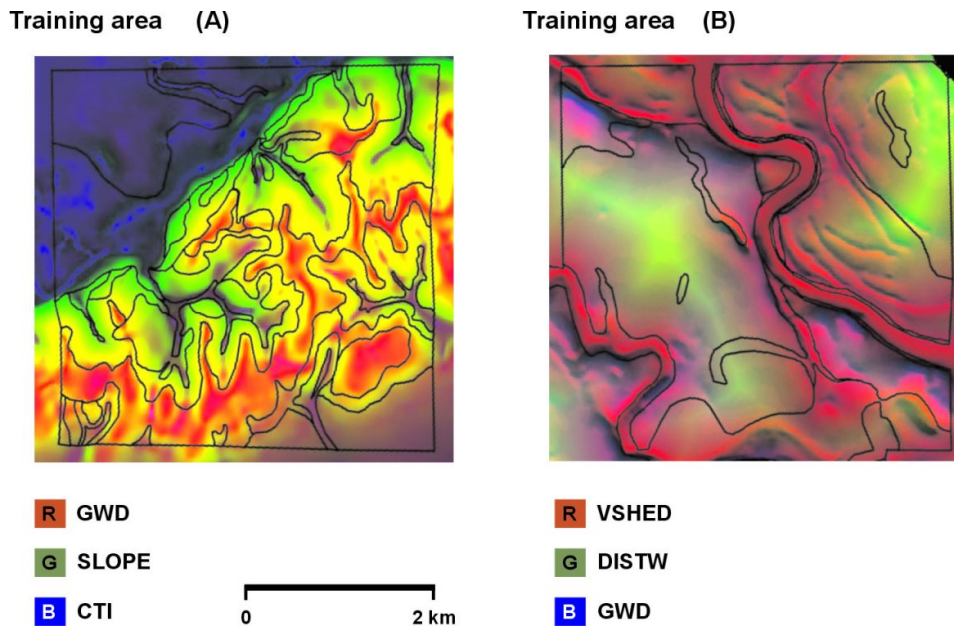 Training area (A)
Training area (B)
R GWD
G SLOPE
B CTI
0 2 km
R VSHED
G DISTW
B GWD